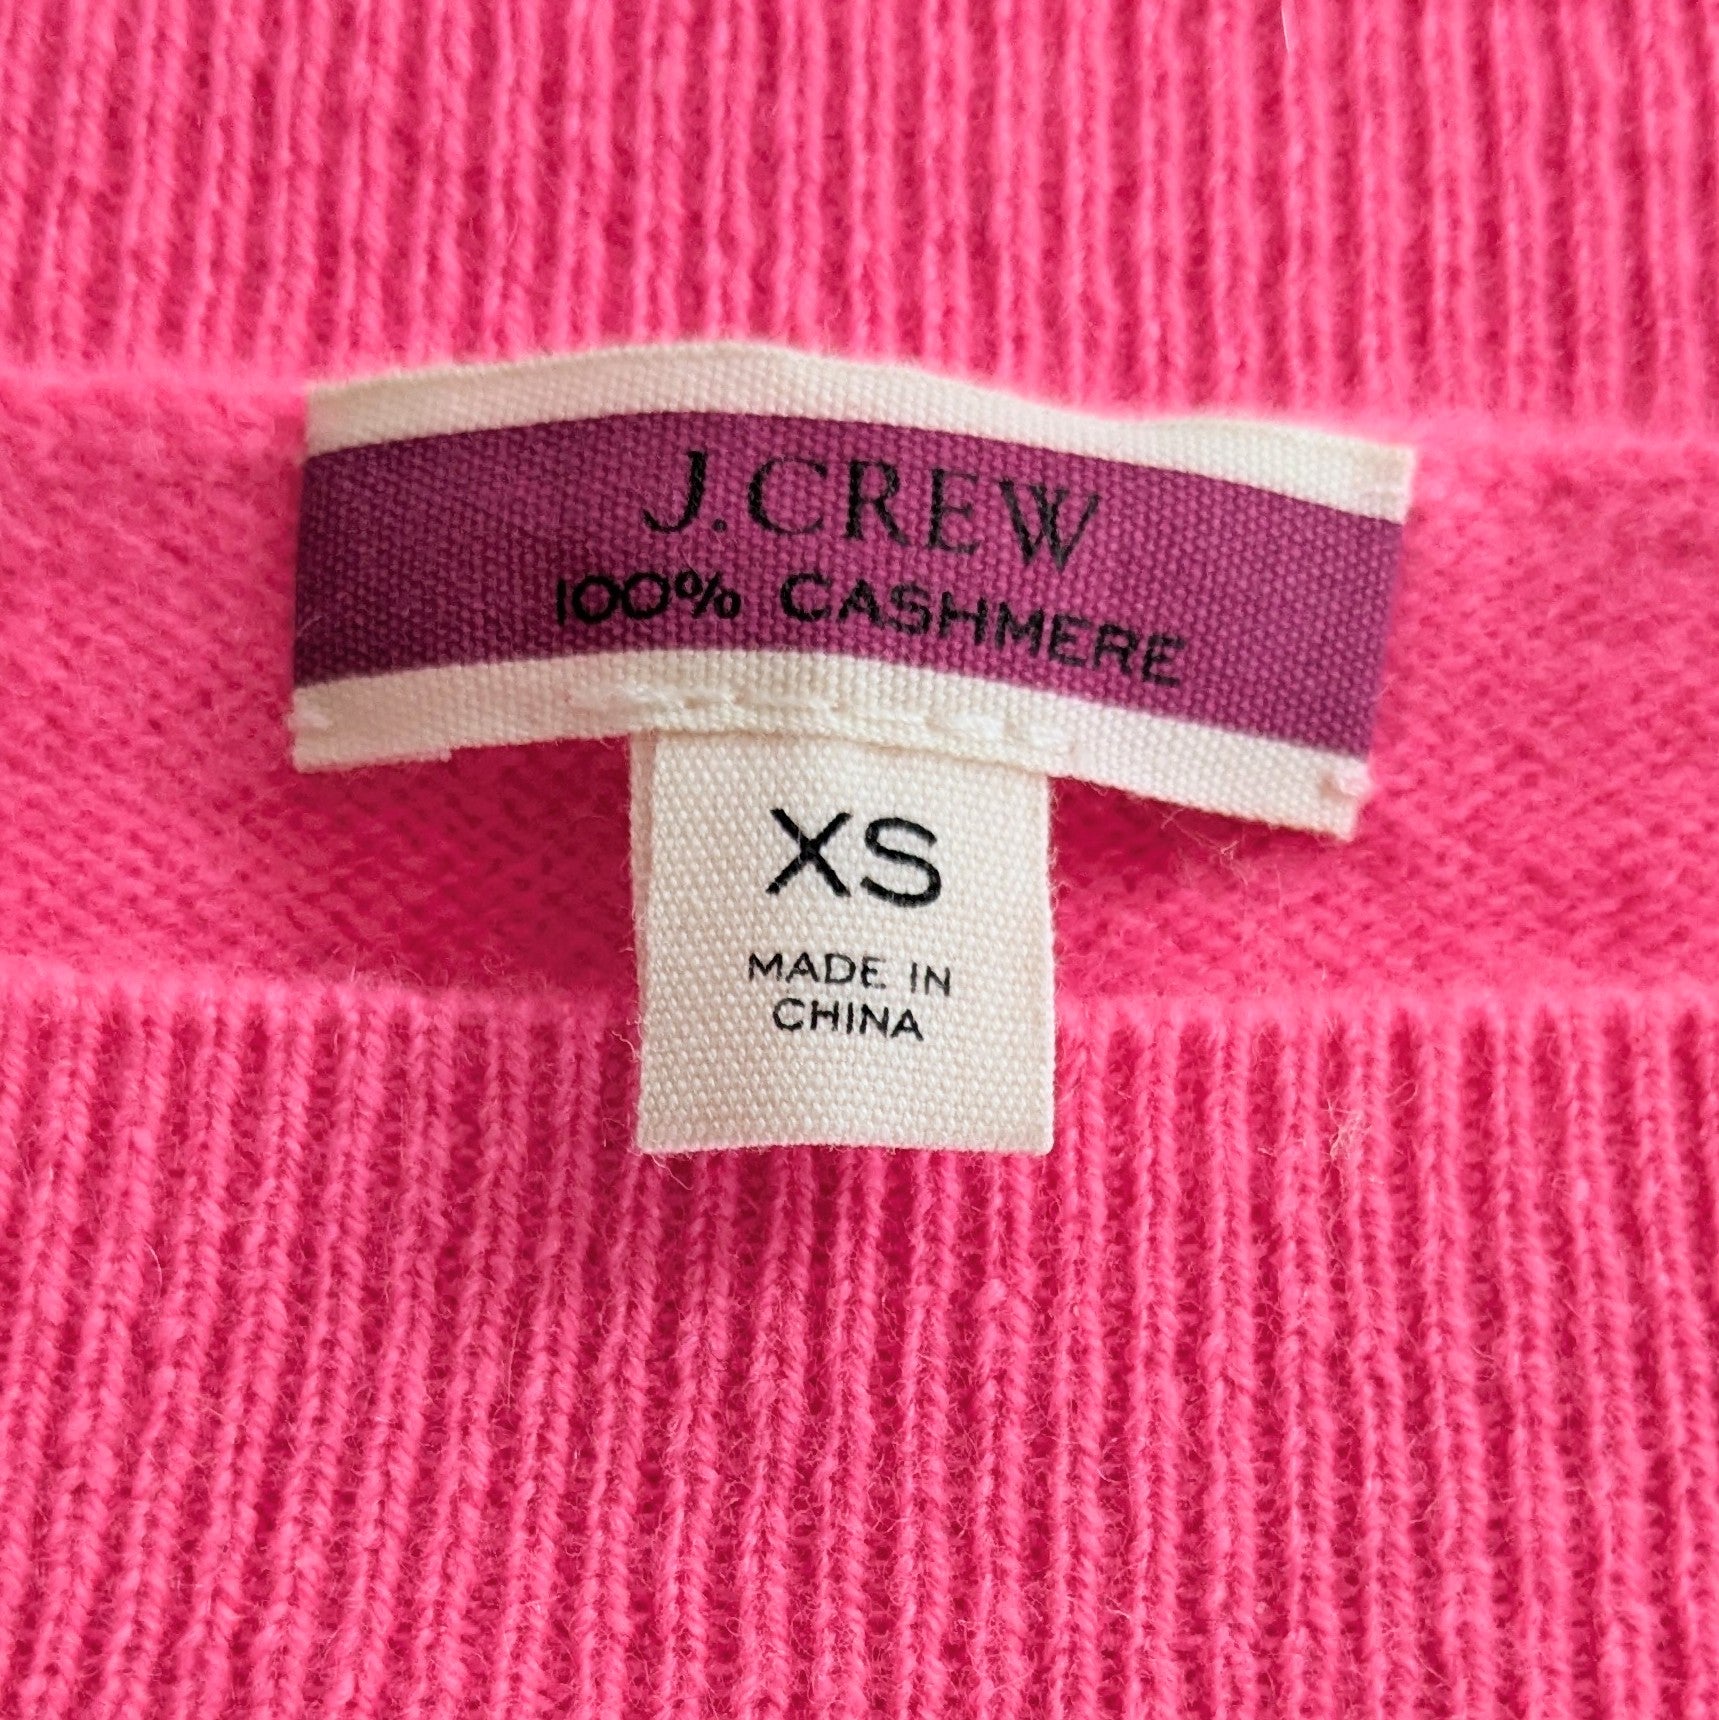 J.CREW
100% CASHMERE
XS
MADE IN
CHINA